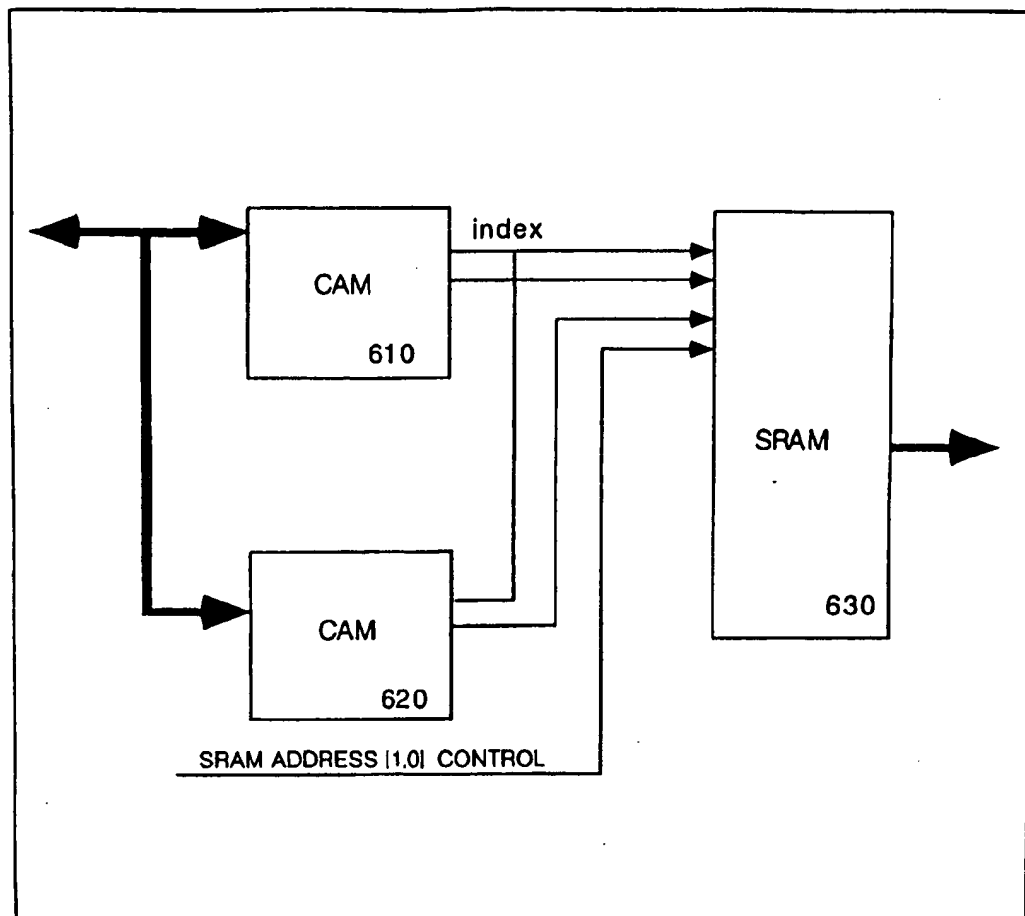 index
CAM
610
SRAM
630
CAM
620
SRAM ADDRESS [1,0] CONTROL